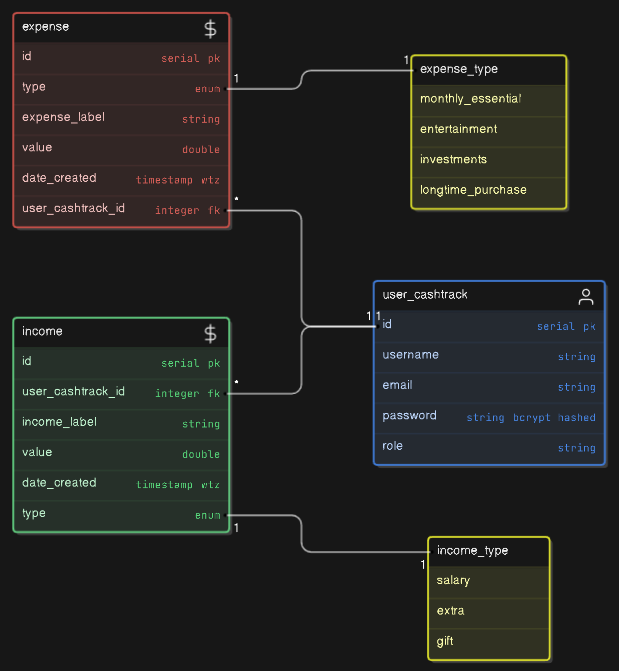 expense $
id serial pk
type enum
expense_label string
value double
date_created timestamp wtz
user_cashtrack_id integer fk
1
*
1
expense_type
monthly_essential
entertainment
investments
longtime_purchase
user_cashtrack
1 1
id serial pk
username string
email string
password string bcrypt hashed
role string
income $
id serial pk
user_cashtrack_id integer fk
income_label string
value double
date_created timestamp wtz
type enum
*
1
1
income_type
salary
extra
gift